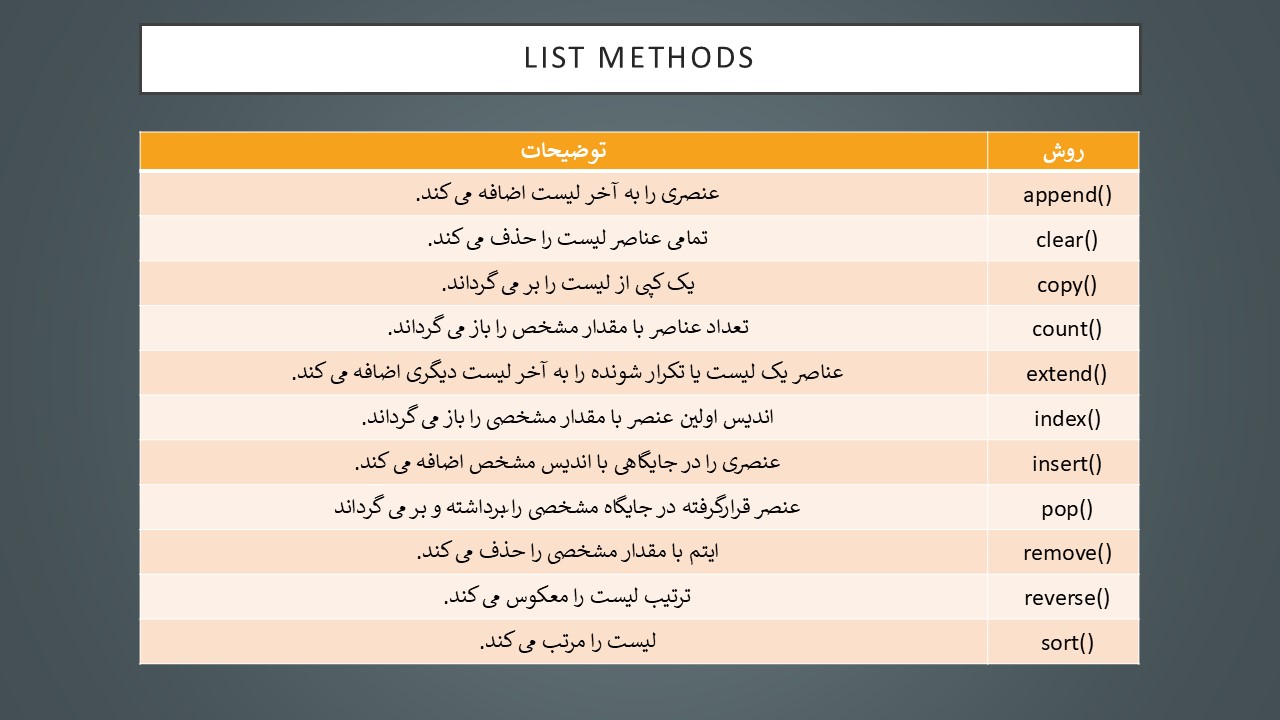 LIST METHODS
روش توضیحات
append() عنصری را به آخر لیست اضافه می کند.
clear() تمامی عناصر لیست را حذف می کند.
copy() یک کپی از لیست را بر می گرداند.
count() تعداد عناصر با مقدار مشخص را باز می گرداند.
extend() عناصر یک لیست یا تکرار شونده را به آخر لیست دیگری اضافه می کند.
index() اندیس اولین عنصر با مقدار مشخصی را باز می گرداند.
insert() عنصری را در جایگاهی با اندیس مشخص اضافه می کند.
pop() عنصر قرارگرفته در جایگاه مشخصی را برداشته و بر می گرداند
remove() ایتم با مقدار مشخصی را حذف می کند.
reverse() ترتیب لیست را معکوس می کند.
sort() لیست را مرتب می کند.